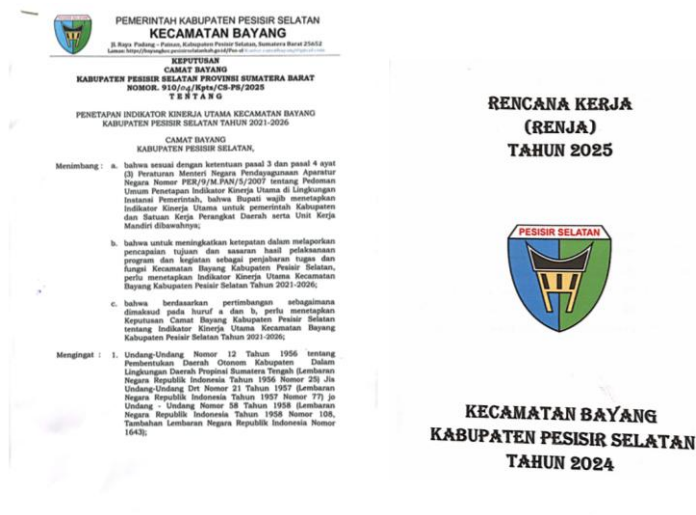 PEMERINTAH KABUPATEN PESISIR SELATAN
KECAMATAN BAYANG
Jl. Raya Padang – Painan, Kabupaten Pesisir Selatan, Sumatera Barat 25652
KEPUTUSAN
CAMAT BAYANG
KABUPATEN PESISIR SELATAN PROVINSI SUMATERA BARAT
NOMOR. 910/04/Kpts/CS-PS/2025
T E N T A N G
PENETAPAN INDIKATOR KINERJA UTAMA KECAMATAN BAYANG
KABUPATEN PESISIR SELATAN TAHUN 2021-2026
CAMAT BAYANG
KABUPATEN PESISIR SELATAN,
Menimbang : a. bahwa sesuai dengan ketentuan pasal 3 dan pasal 4 ayat
(3) Peraturan Menteri Negara Pendayagunaan Aparatur
Negara Nomor PER/9/M.PAN/5/2007 tentang Pedoman
Umum Penetapan Indikator Kinerja Utama di Lingkungan
Instansi Pemerintah, bahwa Bupati wajib menetapkan
Indikator Kinerja Utama untuk pemerintah Kabupaten
dan Satuan Kerja Perangkat Daerah serta Unit Kerja
Mandiri dibawahnya;
b. bahwa untuk meningkatkan ketepatan dalam melaporkan
pencapaian tujuan dan sasaran hasil pelaksanaan
program dan kegiatan sebagai penjabaran tugas dan
fungsi Kecamatan Bayang Kabupaten Pesisir Selatan,
perlu menetapkan Indikator Kinerja Utama Kecamatan
Bayang Kabupaten Pesisir Selatan Tahun 2021-2026;
c. bahwa berdasarkan pertimbangan sebagaimana
dimaksud pada huruf a dan b, perlu menetapkan
Keputusan Camat Bayang Kabupaten Pesisir Selatan
tentang Indikator Kinerja Utama Kecamatan Bayang
Kabupaten Pesisir Selatan Tahun 2021-2026;
Mengingat : 1. Undang-Undang Nomor 12 Tahun 1956 tentang
Pembentukan Daerah Otonom Kabupaten Dalam
Lingkungan Daerah Propinsi Sumatera Tengah (Lembaran
Negara Republik Indonesia Tahun 1956 Nomor 25) Jis
Undang-Undang Drt Nomor 21 Tahun 1957 (Lembaran
Negara Republik Indonesia Tahun 1957 Nomor 77) jo
Undang - Undang Nomor 58 Tahun 1958 (Lembaran
Negara Republik Indonesia Tahun 1958 Nomor 108,
Tambahan Lembaran Negara Republik Indonesia Nomor
1643);
RENCANA KERJA
(RENJA)
TAHUN 2025
PESISIR SELATAN
KECAMATAN BAYANG
KABUPATEN PESISIR SELATAN
TAHUN 2024